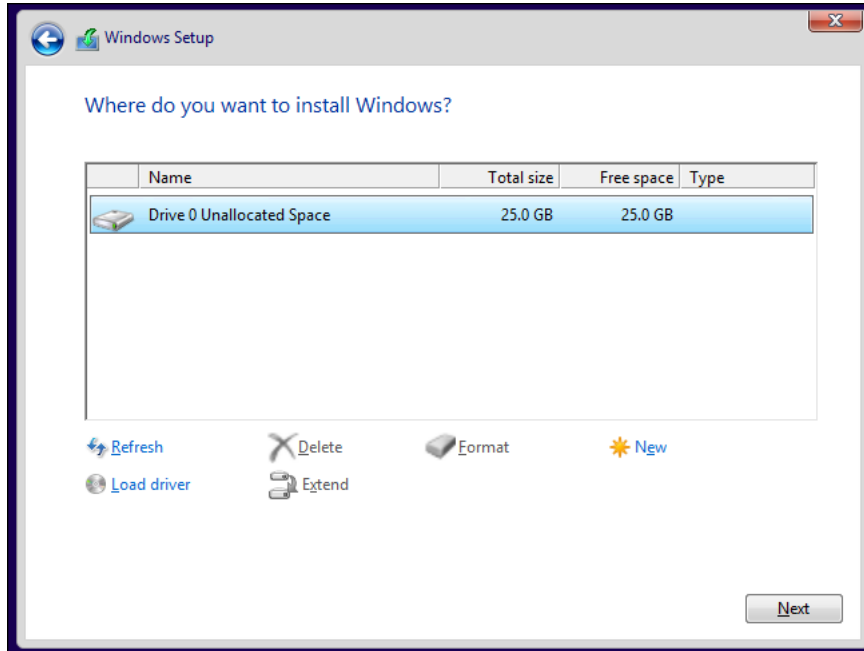 Windows Setup
Where do you want to install Windows?
Name Total size Free space Type
Drive 0 Unallocated Space 25.0 GB 25.0 GB
Refresh Delete Format New
Load driver Extend
Next